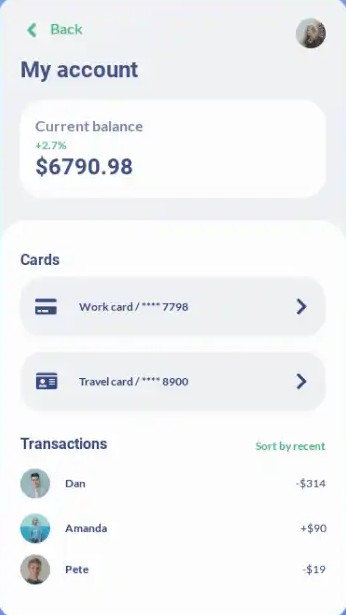 Back
My account
Current balance
+2.7%
$6790.98
Cards
Work card / **** 7798
Travel card / **** 8900
Transactions
Sort by recent
Dan -$314
Amanda +$90
Pete -$19